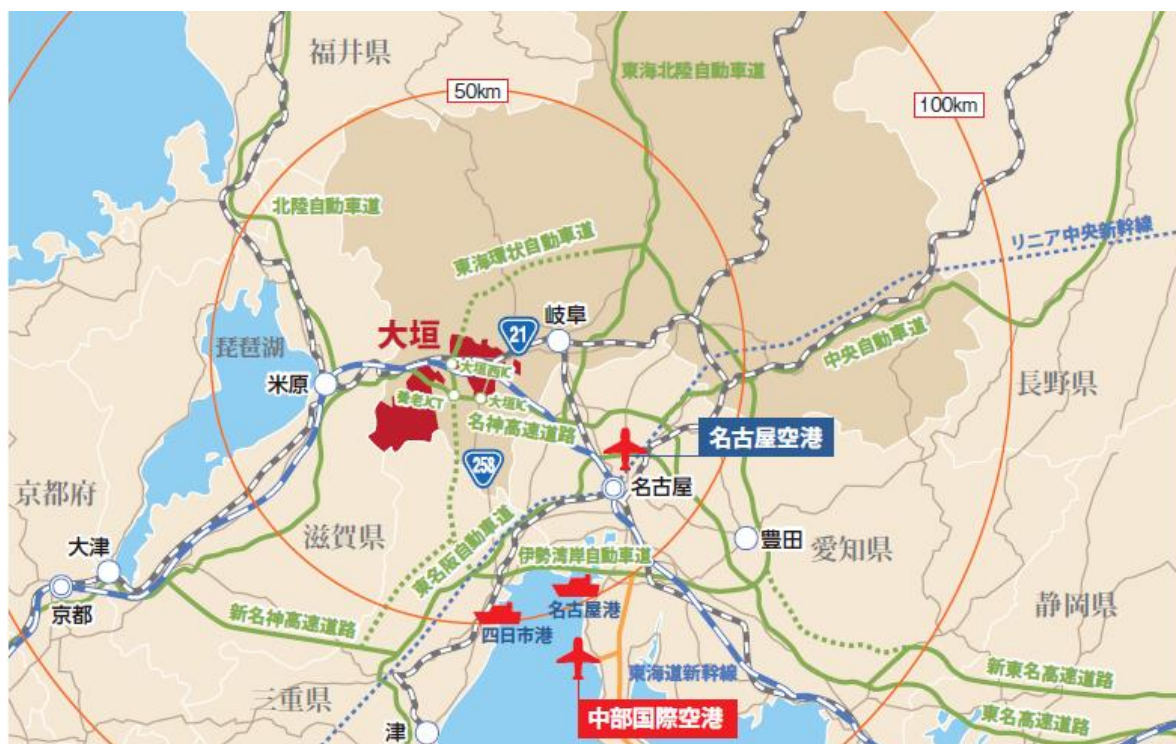 福井県
東海北陸自動車道
50km
100km
北陸自動車道
東海環状自動車道
リニア中央新幹線
大垣
21
岐阜
琵琶湖
米原
大垣西IC
中央自動車道
長野県
養老JCT
大垣IC
名神高速道路
名古屋空港
258
名古屋
京都府
滋賀県
東名阪自動車道
大津
伊勢湾岸自動車道
豊田
愛知県
京都
新名神高速道路
名古屋港
四日市港
静岡県
三重県
東海道新幹線
新東名高速道路
津
中部国際空港
東名高速道路